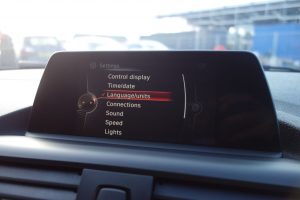 Settings
Control display
Time/date
Language/units
Connections
Sound
Speed
Lights